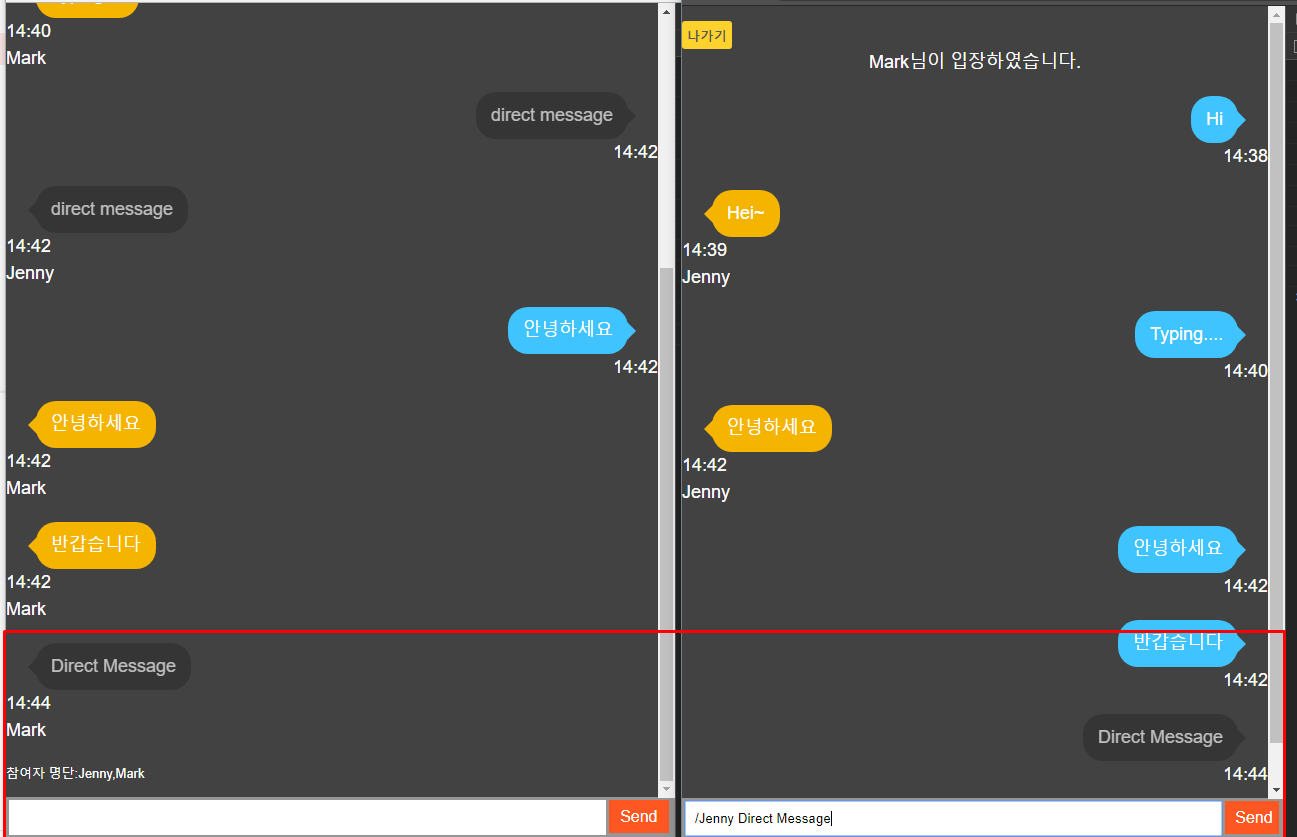 14:40
Mark
direct message
14:42
direct message
14:42
Jenny
안녕하세요
14:42
안녕하세요
14:42
Mark
반갑습니다
14:42
Mark
Direct Message
14:44
Mark
참여자 명단:Jenny,Mark
Send
나가기
Mark님이 입장하였습니다.
Hi
14:38
Hei~
14:39
Jenny
Typing....
14:40
안녕하세요
14:42
Jenny
안녕하세요
14:42
반갑습니다
14:42
Direct Message
14:44
/Jenny Direct Message
Send